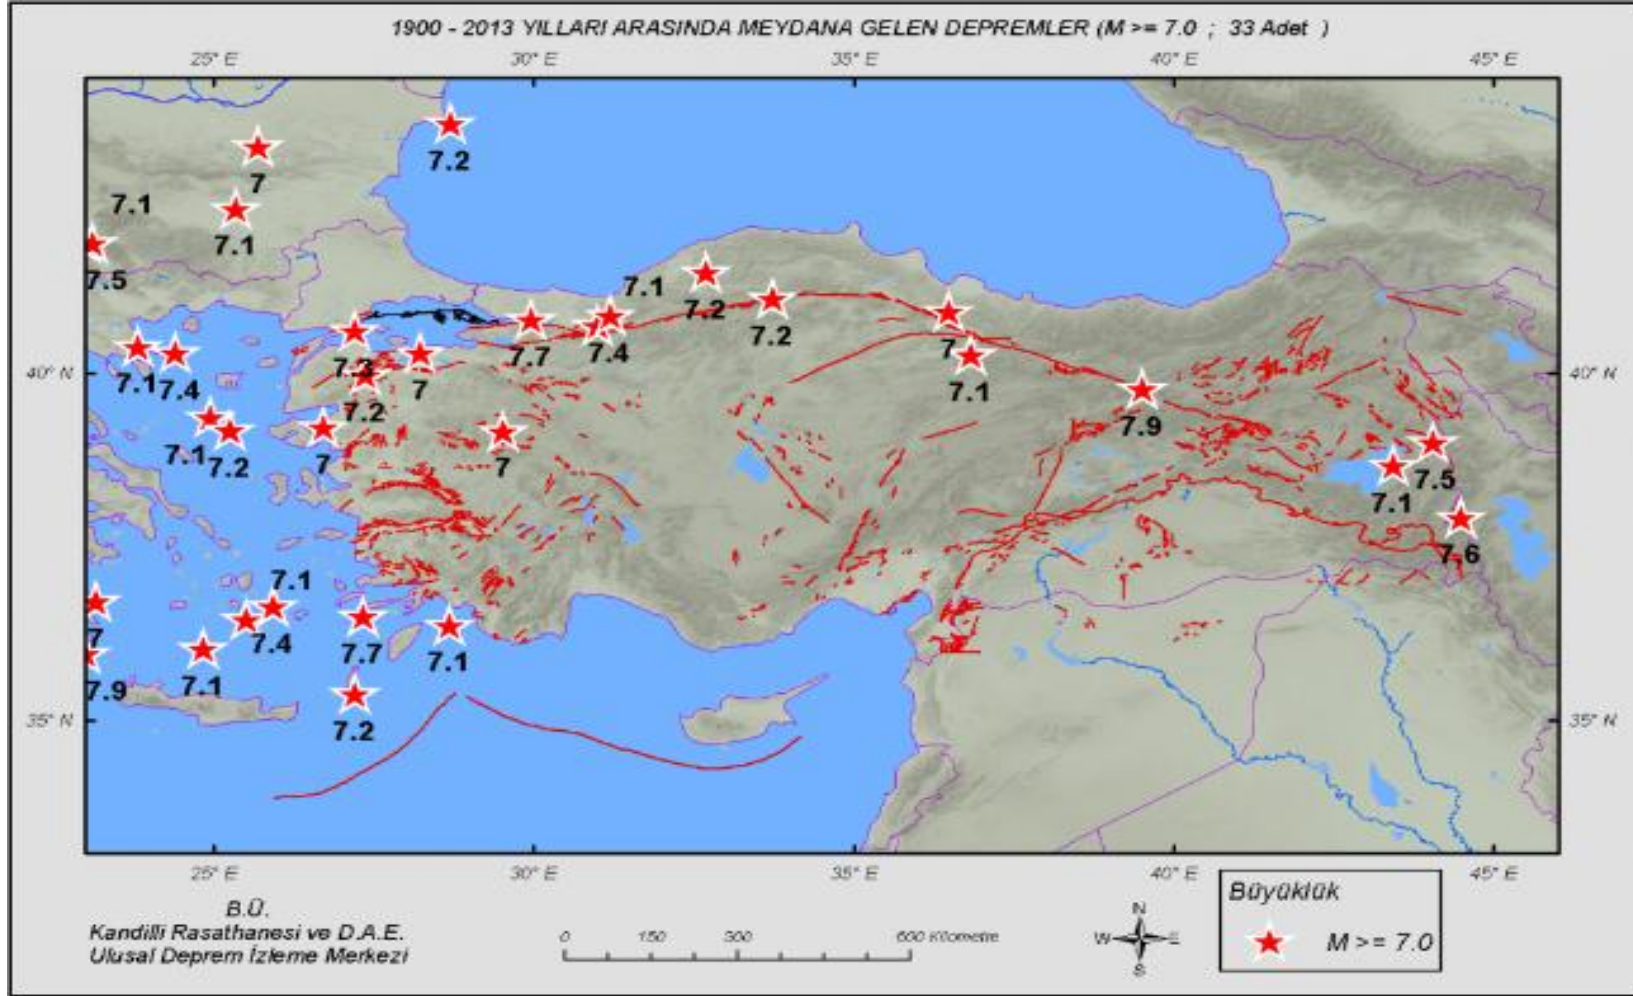 1900 - 2013 YILLARI ARASINDA MEYDANA GELEN DEPREMLER (M >= 7.0 ; 33 Adet )
25° E 30° E 35° E 40° E 45° E
7.2
7
7.1
7.1
7.5
7.1
7.2
7.2
7.3
7.7
7.4
7
40° N
7.1
7.4
7
7.1
40° N
7.2
7.9
7.1
7.2
7
7
7.5
7.1
7.6
7.1
7
7.4
7.7
7.1
7.9
7.1
35° N
7.2
35° N
25° E 30° E 35° E 40° E 45° E
B.Ü.
Kandilli Rasathanesi ve D.A.E.
Ulusal Deprem İzleme Merkezi
0 150 300 600 Kilometre
N
W E
S
Büyüklük
M >= 7.0